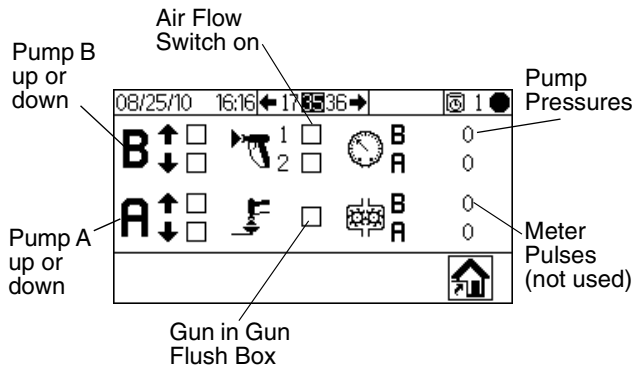 Air Flow
Switch on
Pump B
up or
down
Pump
Pressures
08/25/10 16:16 17 35 36 1
B 1 B 0
2 A 0
A B 0
A 0
Pump A
up or
down
Meter
Pulses
(not used)
Gun in Gun
Flush Box